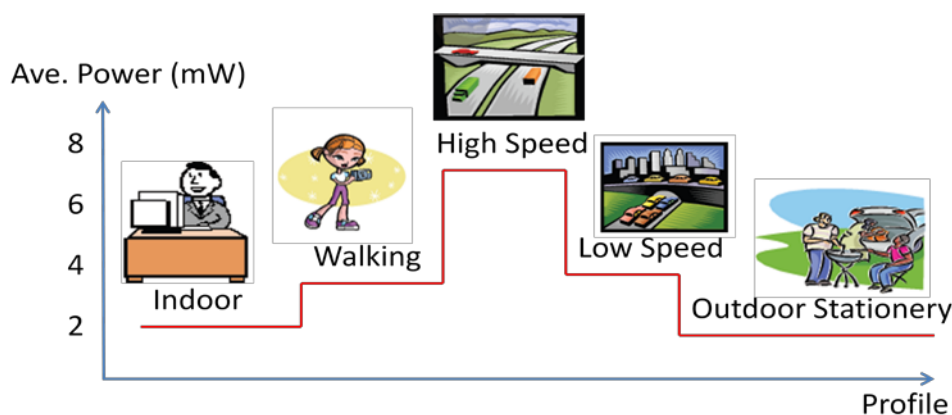 Ave. Power (mW)
8
6
4
2
Indoor
Walking
High Speed
Low Speed
Outdoor Stationery
Profile